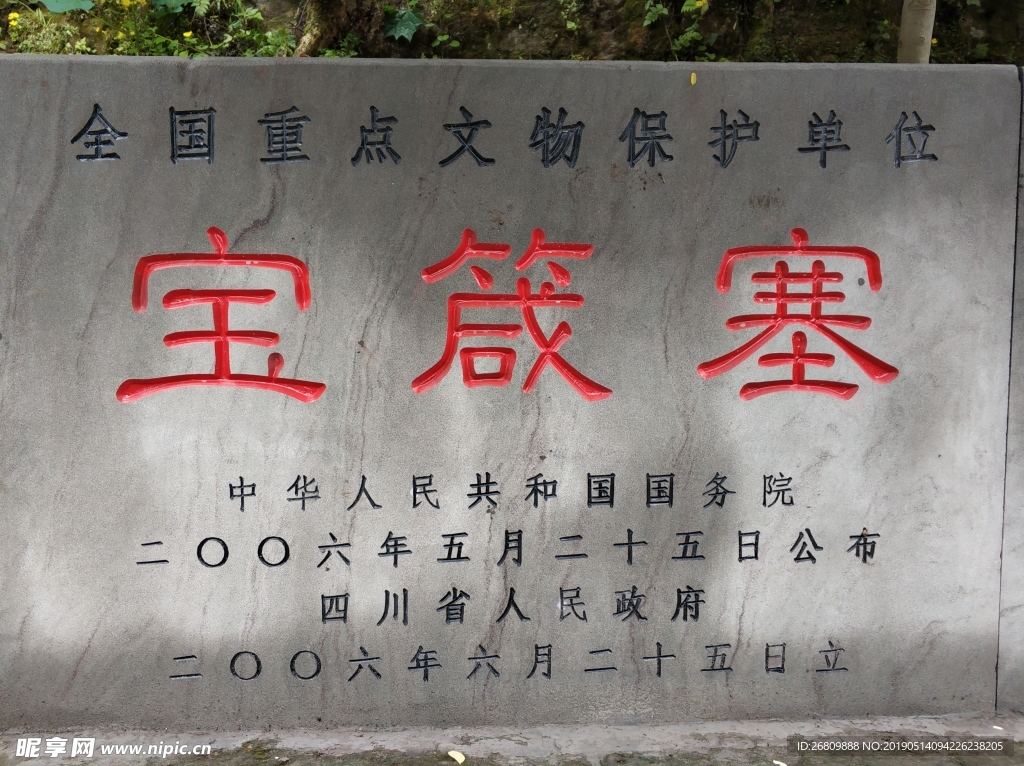 全国重点文物保护单位
宝箴塞
中华人民共和国国务院
二〇〇六年五月二十五日公布
四川省人民政府
二〇〇六年六月二十五日立
昵享网 www.nipic.cn
ID:26809888 NO:20190514094226238205